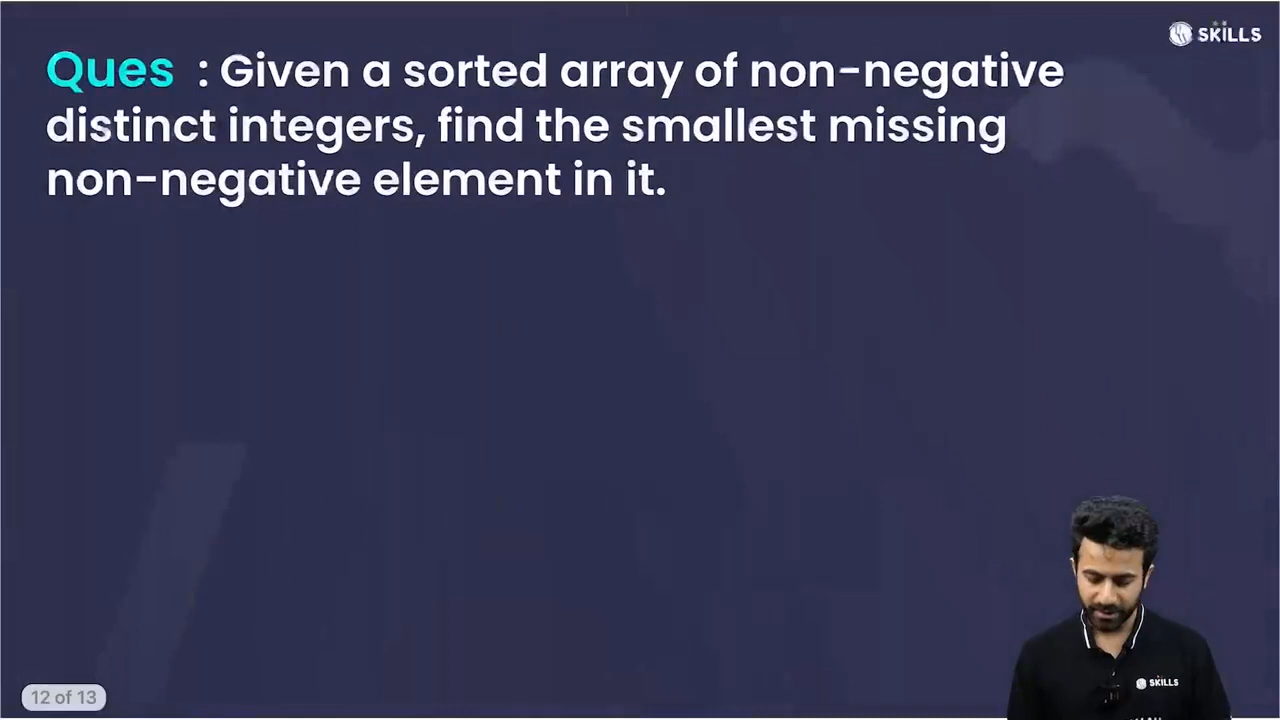 SKILLS
Ques : Given a sorted array of non-negative
distinct integers, find the smallest missing
non-negative element in it.
SKILLS
12 of 13